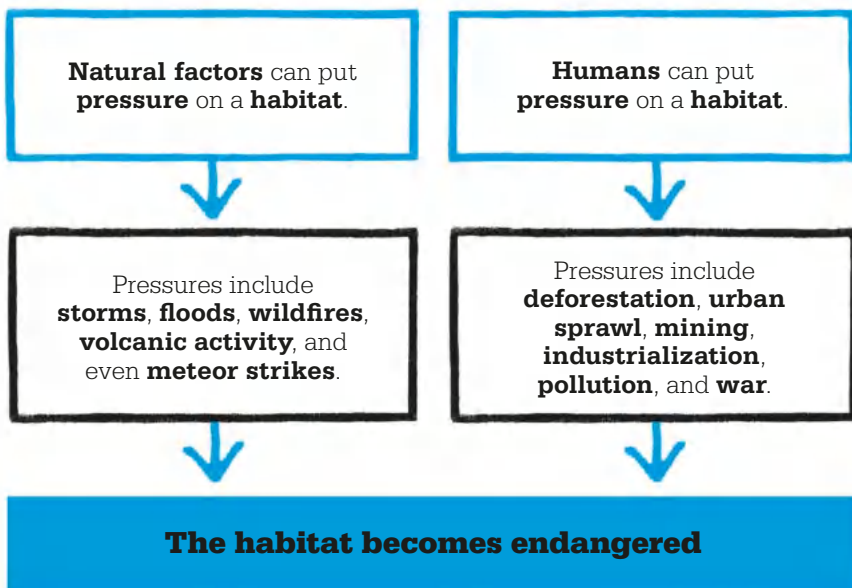 Natural factors can put
pressure on a habitat.
Humans can put
pressure on a habitat.
Pressures include
storms, floods, wildfires,
volcanic activity, and
even meteor strikes.
Pressures include
deforestation, urban
sprawl, mining,
industrialization,
pollution, and war.
The habitat becomes endangered